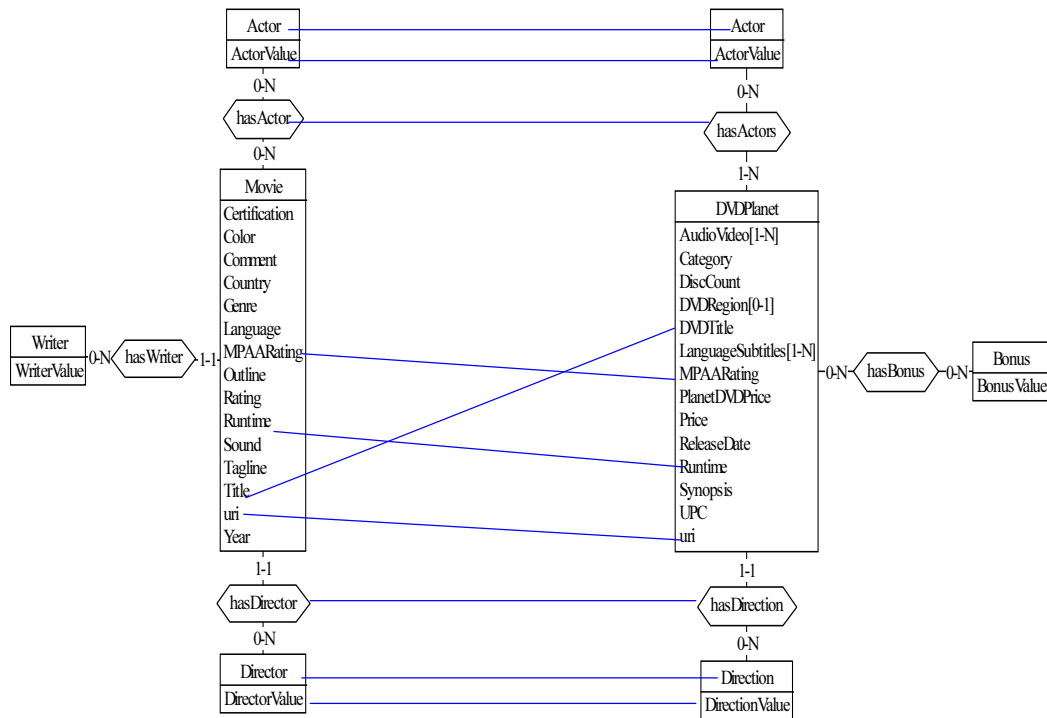 Actor
ActorValue
0-N
hasActor
0-N
Movie
Certification
Color
Comment
Country
Genre
Language
MPAARating
Outline
Rating
Runtime
Sound
Tagline
Title
uri
Year
Writer
WriterValue
0-N
hasWriter
1-1
1-1
hasDirector
0-N
Director
DirectorValue
Actor
ActorValue
0-N
hasActors
1-N
DVDPlanet
AudioVideo[1-N]
Category
DiscCount
DVDRegion[0-1]
DVDTitle
LanguageSubtitles[1-N]
MPAARating
PlanetDVDPrice
Price
ReleaseDate
Runtime
Synopsis
UPC
uri
0-N
hasBonus
0-N
Bonus
BonusValue
1-1
hasDirection
0-N
Direction
DirectionValue